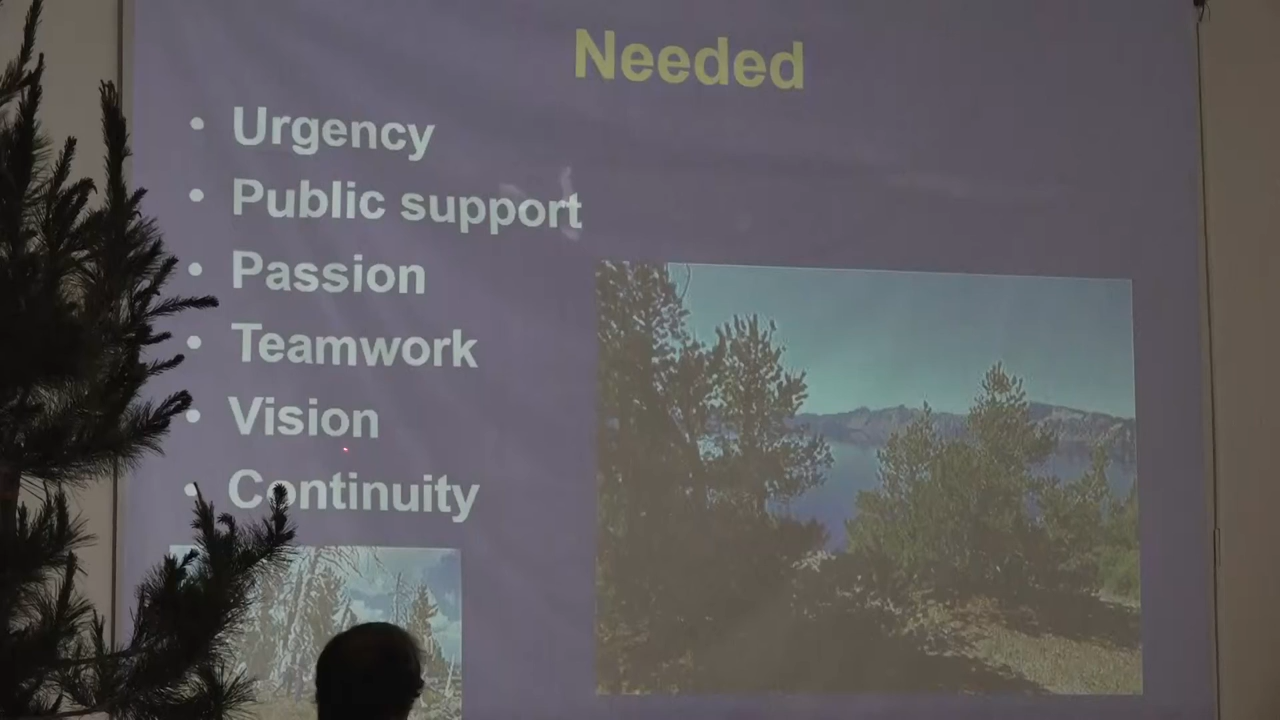 Needed
• Urgency
• Public support
• Passion
• Teamwork
• Vision
• Continuity